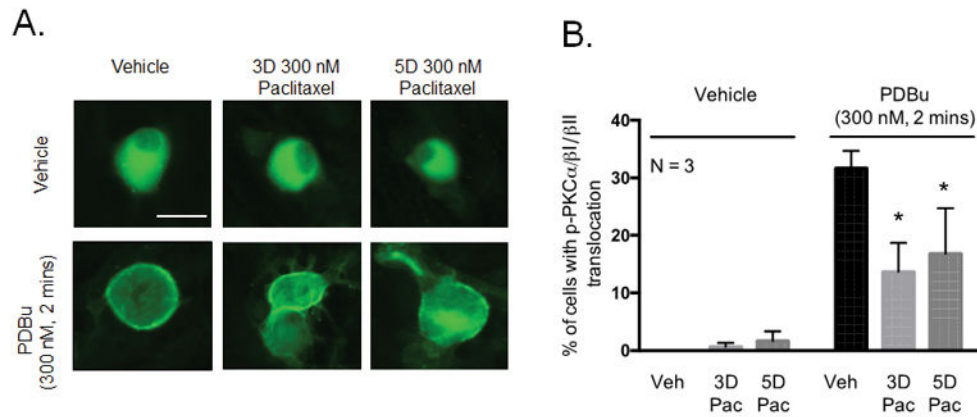 A.
Vehicle
3D 300 nM
Paclitaxel
5D 300 nM
Paclitaxel
Vehicle
PDBu
(300 nM, 2 mins)
B.
Vehicle
PDBu
(300 nM, 2 mins)
N = 3
% of cells with p-PKCα/βI/βII
translocation
40
30
20
10
0
*
*
Veh
3D
Pac
5D
Pac
Veh
3D
Pac
5D
Pac